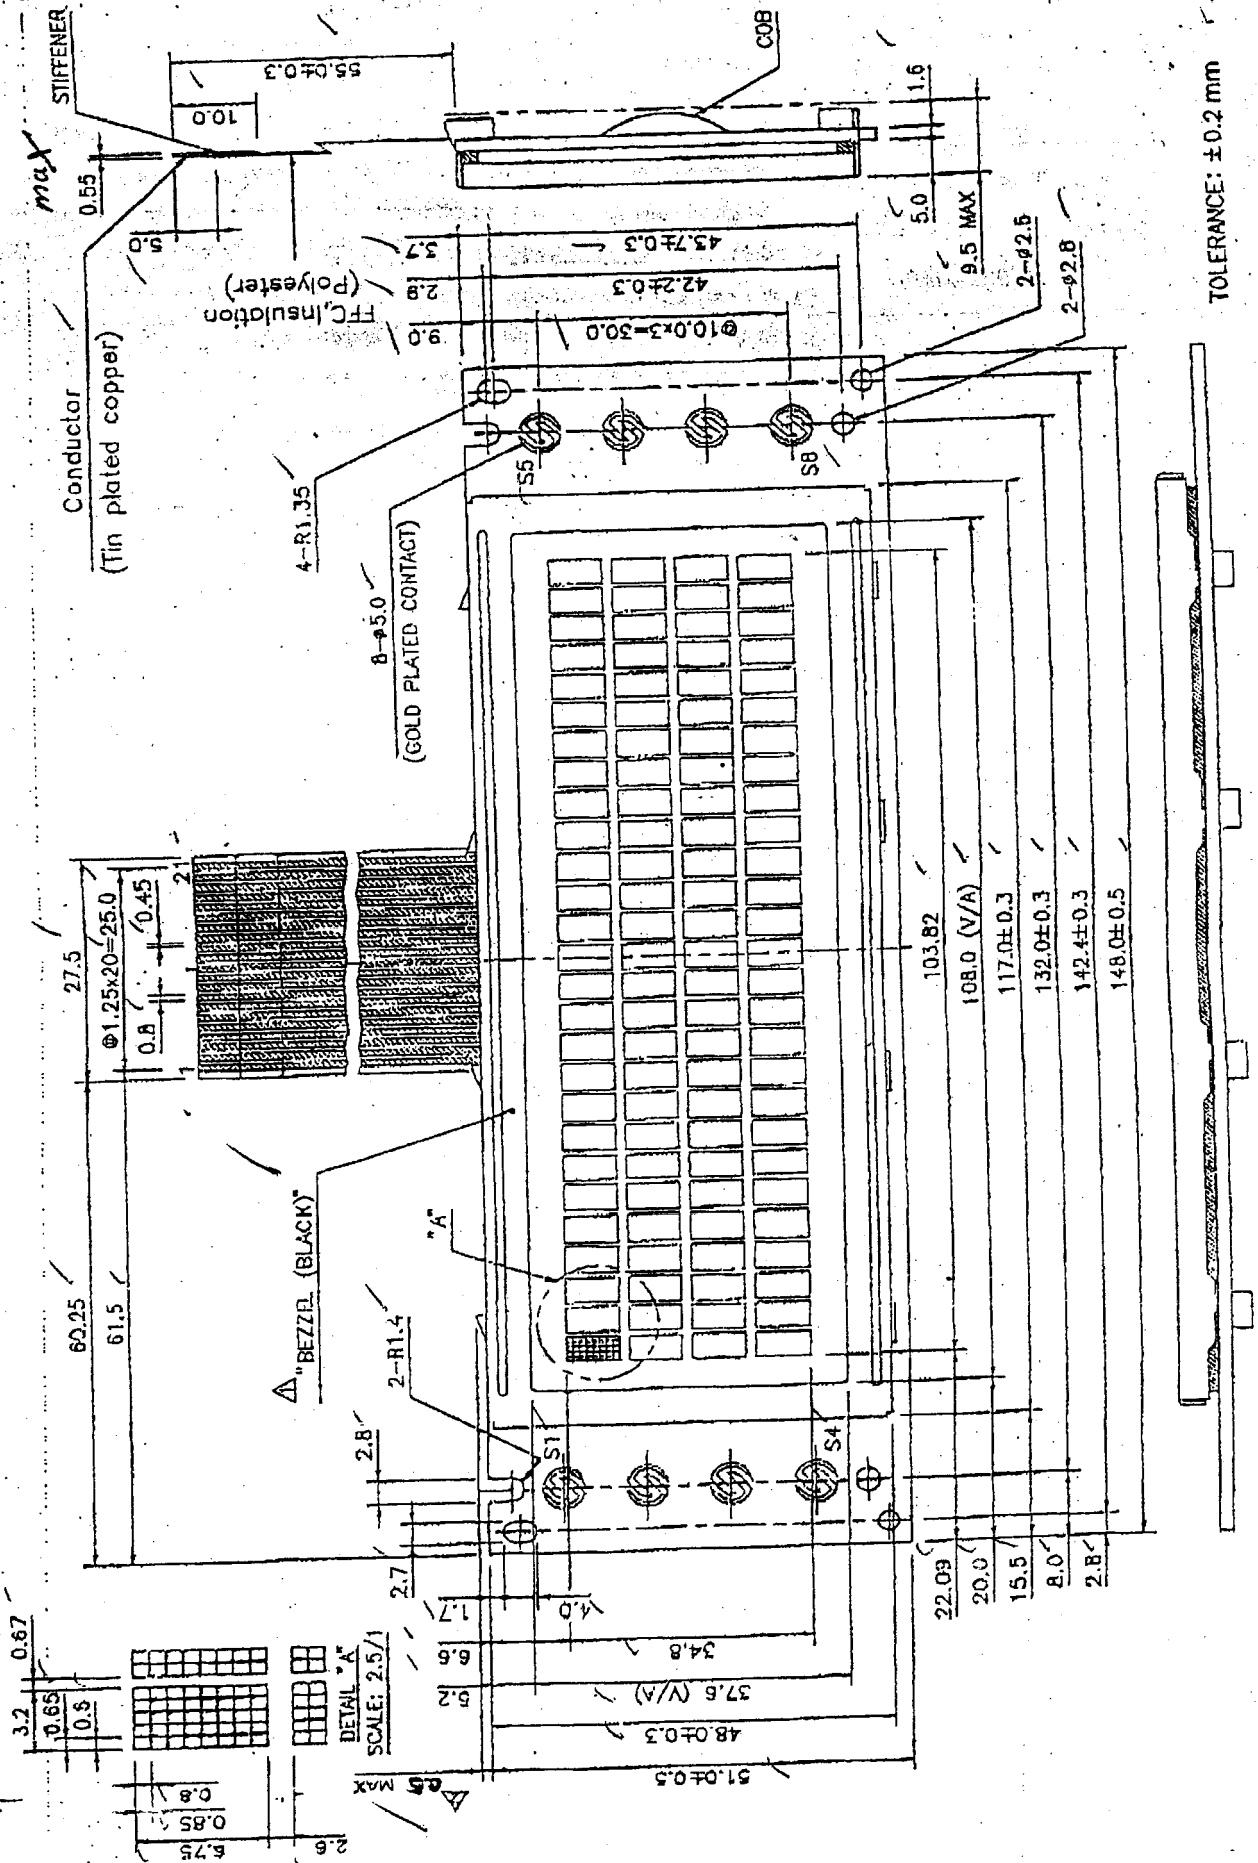 STIFFENER
max
0.55
5.0
10.0
55.0±0.3
COB
Conductor
(Tin plated copper)
FFC,Insulation
(Polyester)
1.6
5.0
9.5 MAX
3.7
43.7±0.3
2.9
42.2±0.3
9.0
@10.0x3=30.0
2-ø2.5
2-ø2.8
TOLERANCE: ±0.2 mm
4-R1.35
8-ø5.0
(GOLD PLATED CONTACT)
S5
S8
27.5
@1.25x20=25.0
0.8
0.45
1
21
60.25
61.5
"BEZZEL (BLACK)"
"A"
2-R1.4
2.8
2.7
S1
S4
103.82
108.0 (V/A)
117.0±0.3
132.0±0.3
142.4±0.3
148.0±0.5
22.09
20.0
15.5
8.0
2.8
1.7
4.0
6.6
34.8
5.2
37.6 (V/A)
48.0±0.3
51.0±0.5
MAX
3.2
0.67
0.65
0.6
DETAIL "A"
SCALE: 2.5/1
0.8
0.85
6.75
2.6